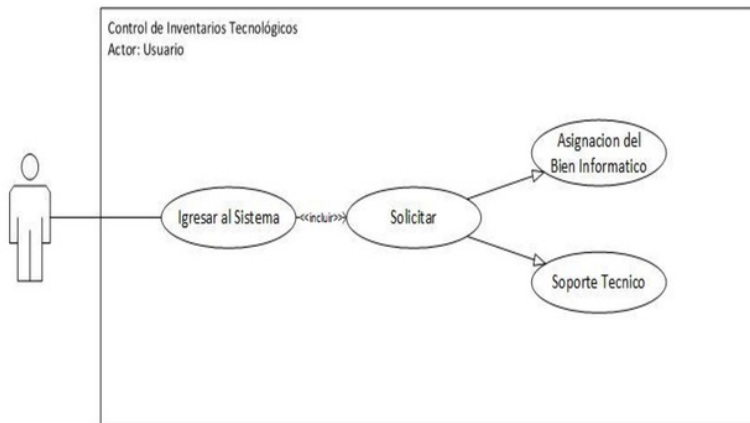 Control de Inventarios Tecnológicos
Actor: Usuario
Asignacion del
Bien Informatico
Igresar al Sistema
<<incluir>>
Solicitar
Soporte Tecnico